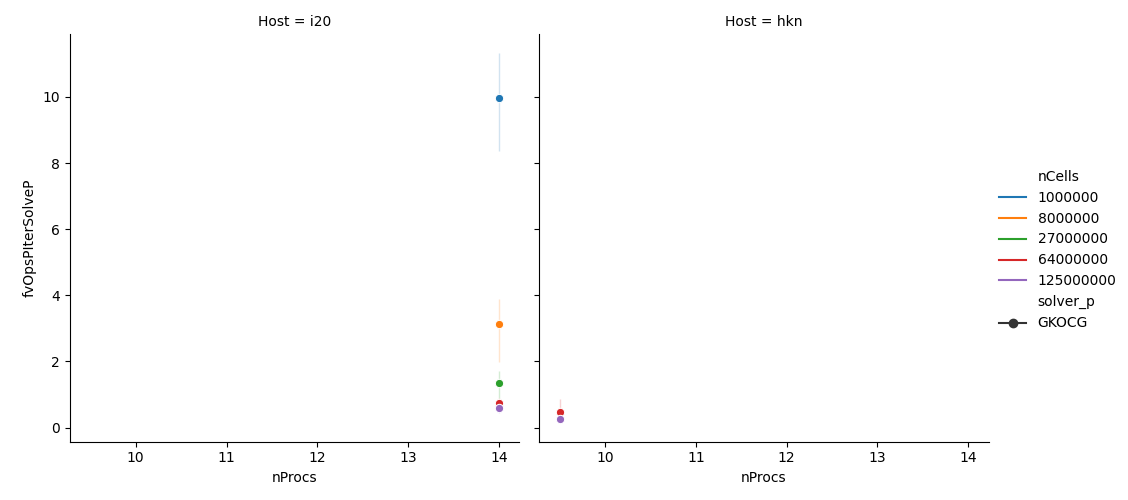 Host = i20
Host = hkn
fvOpsPIterSolveP
10
8
6
4
2
0
10 11 12 13 14
nProcs
10 11 12 13 14
nProcs
nCells
1000000
8000000
27000000
64000000
125000000
solver_p
GKOCG